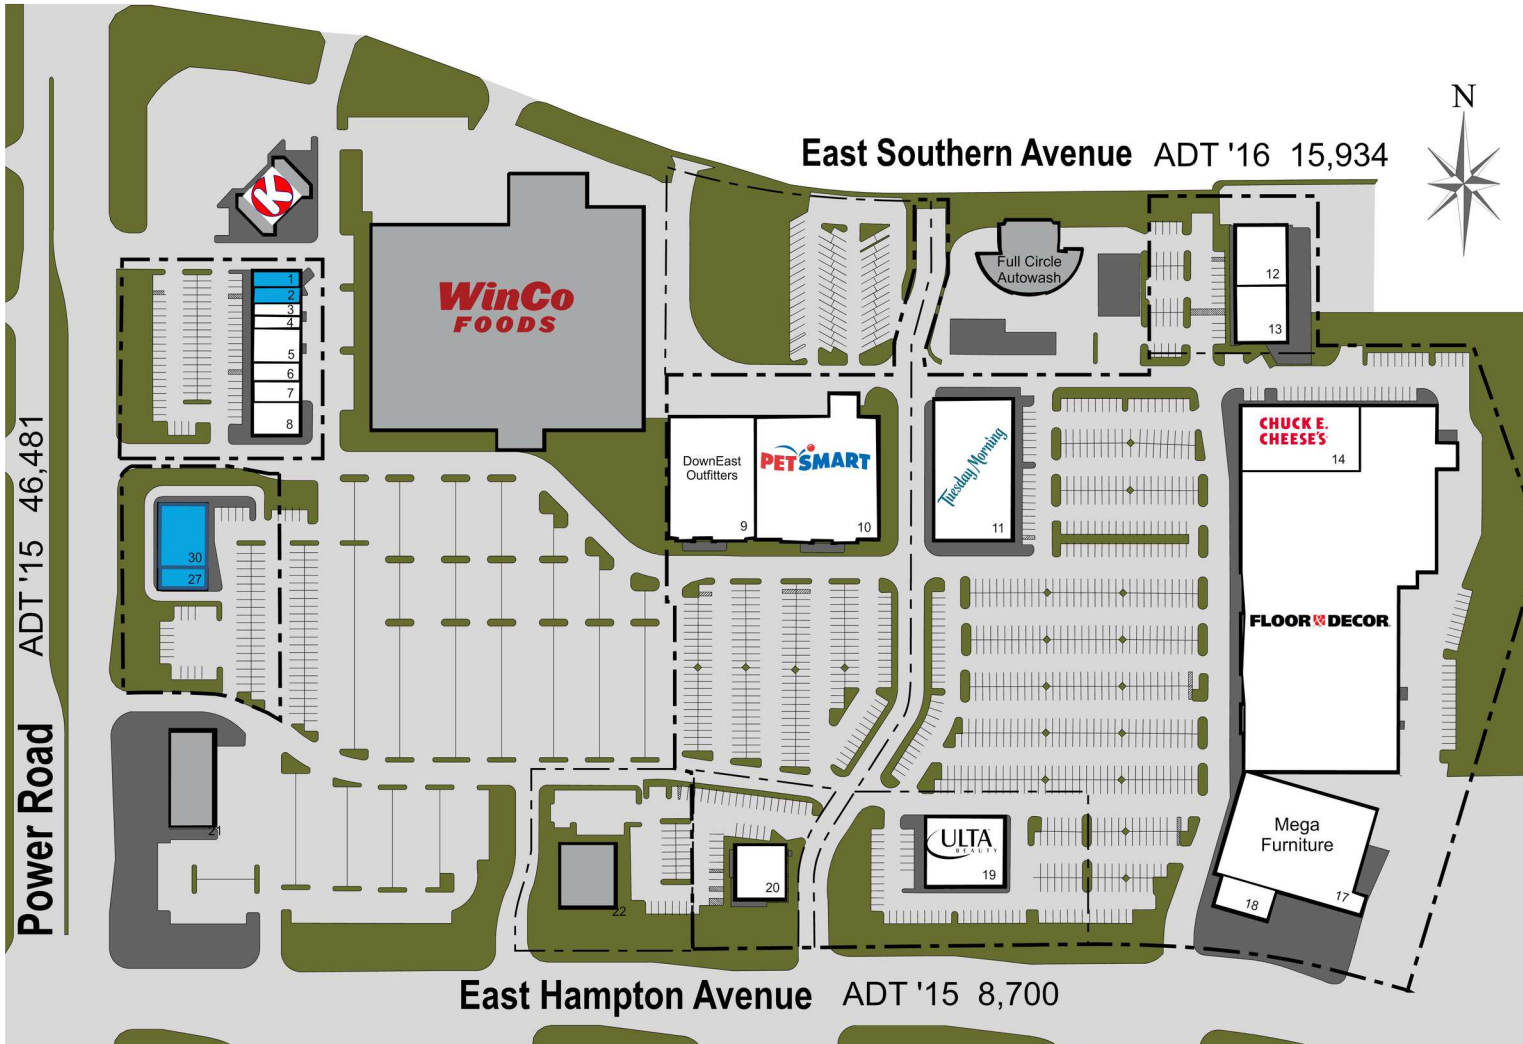 N
East Southern Avenue ADT '16 15,934
K
WinCo
FOODS
Full Circle
Autowash
12
13
1
2
3
4
5
6
7
8
CHUCK E.
CHEESE'S
14
DownEast
Outfitters
9
PETSMART
10
Tuesday Morning
11
30
27
FLOOR & DECOR
Power Road ADT '15 46,481
21
22
20
ULTA
BEAUTY
19
Mega
Furniture
17
18
East Hampton Avenue ADT '15 8,700